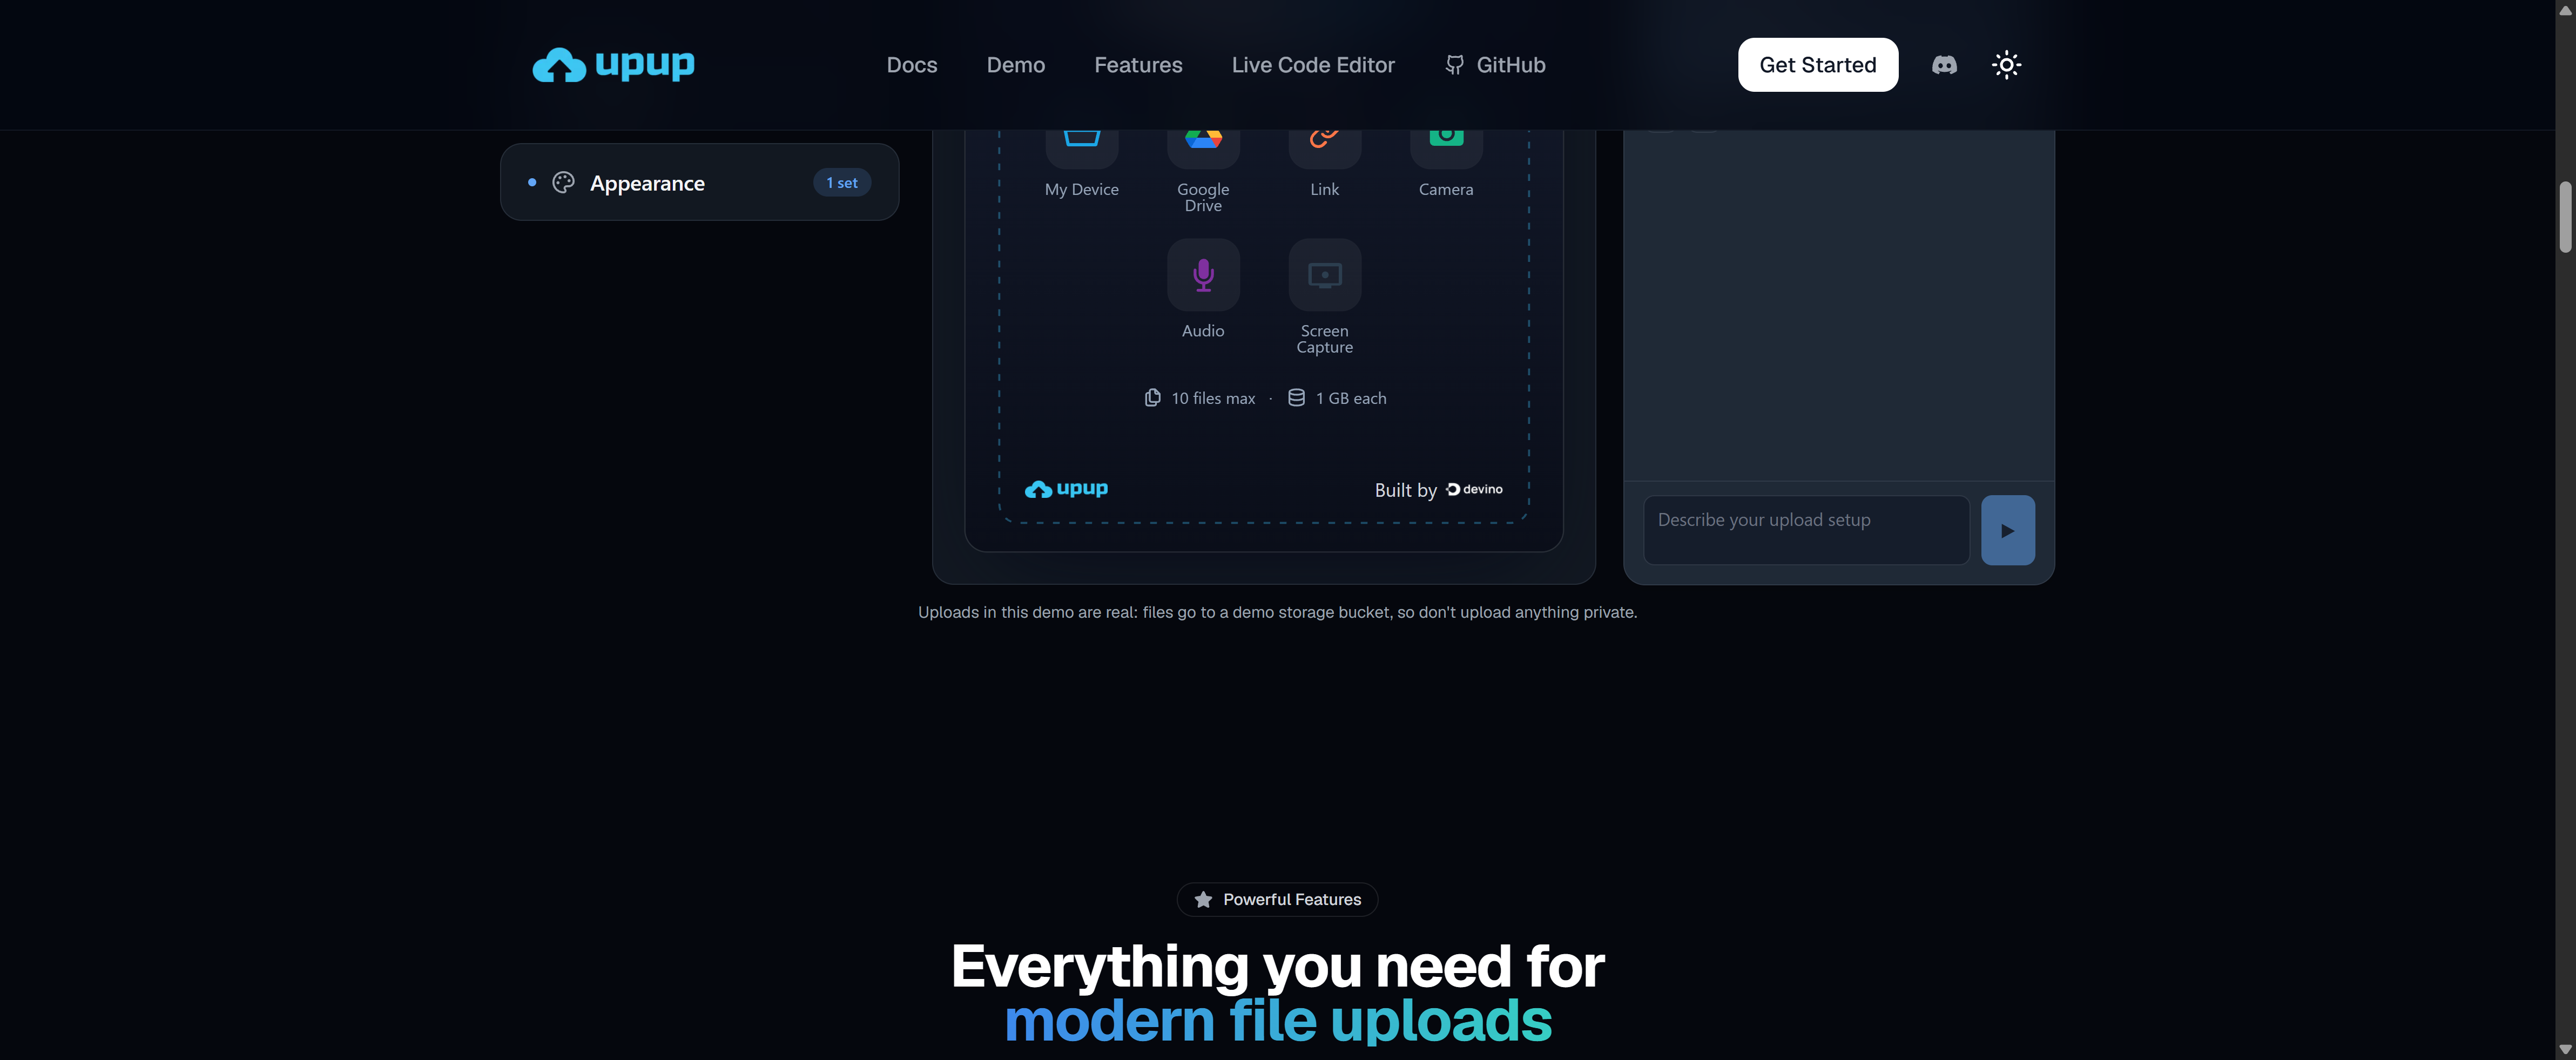 upup
Docs
Demo
Features
Live Code Editor
GitHub
Get Started
Appearance
1 set
My Device
Google
Drive
Link
Camera
Audio
Screen
Capture
10 files max · 1 GB each
upup
Built by devino
Describe your upload setup
Uploads in this demo are real: files go to a demo storage bucket, so don't upload anything private.
Powerful Features
Everything you need for
modern file uploads